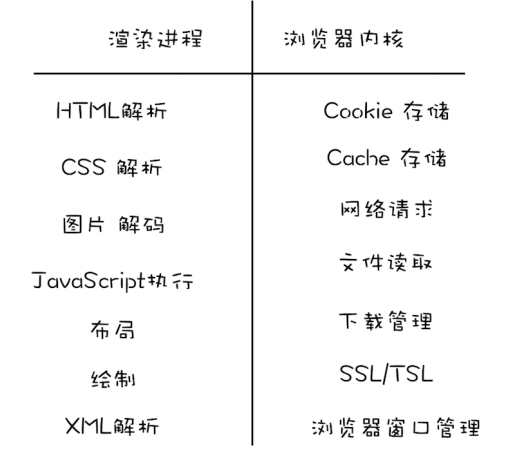 渲染进程 浏览器内核
HTML解析 Cookie 存储
CSS 解析 Cache 存储
图片 解码 网络请求
JavaScript执行 文件读取
布局 下载管理
绘制 SSL/TSL
XML解析 浏览器窗口管理